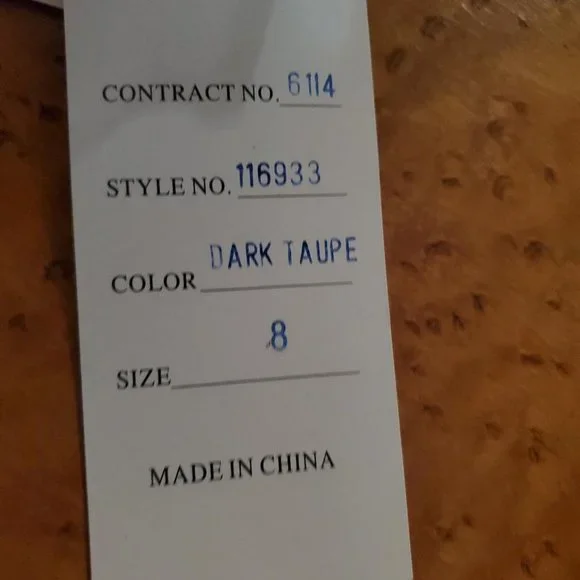 CONTRACT NO. 6114
STYLE NO. 116933
COLOR DARK TAUPE
SIZE 8
MADE IN CHINA